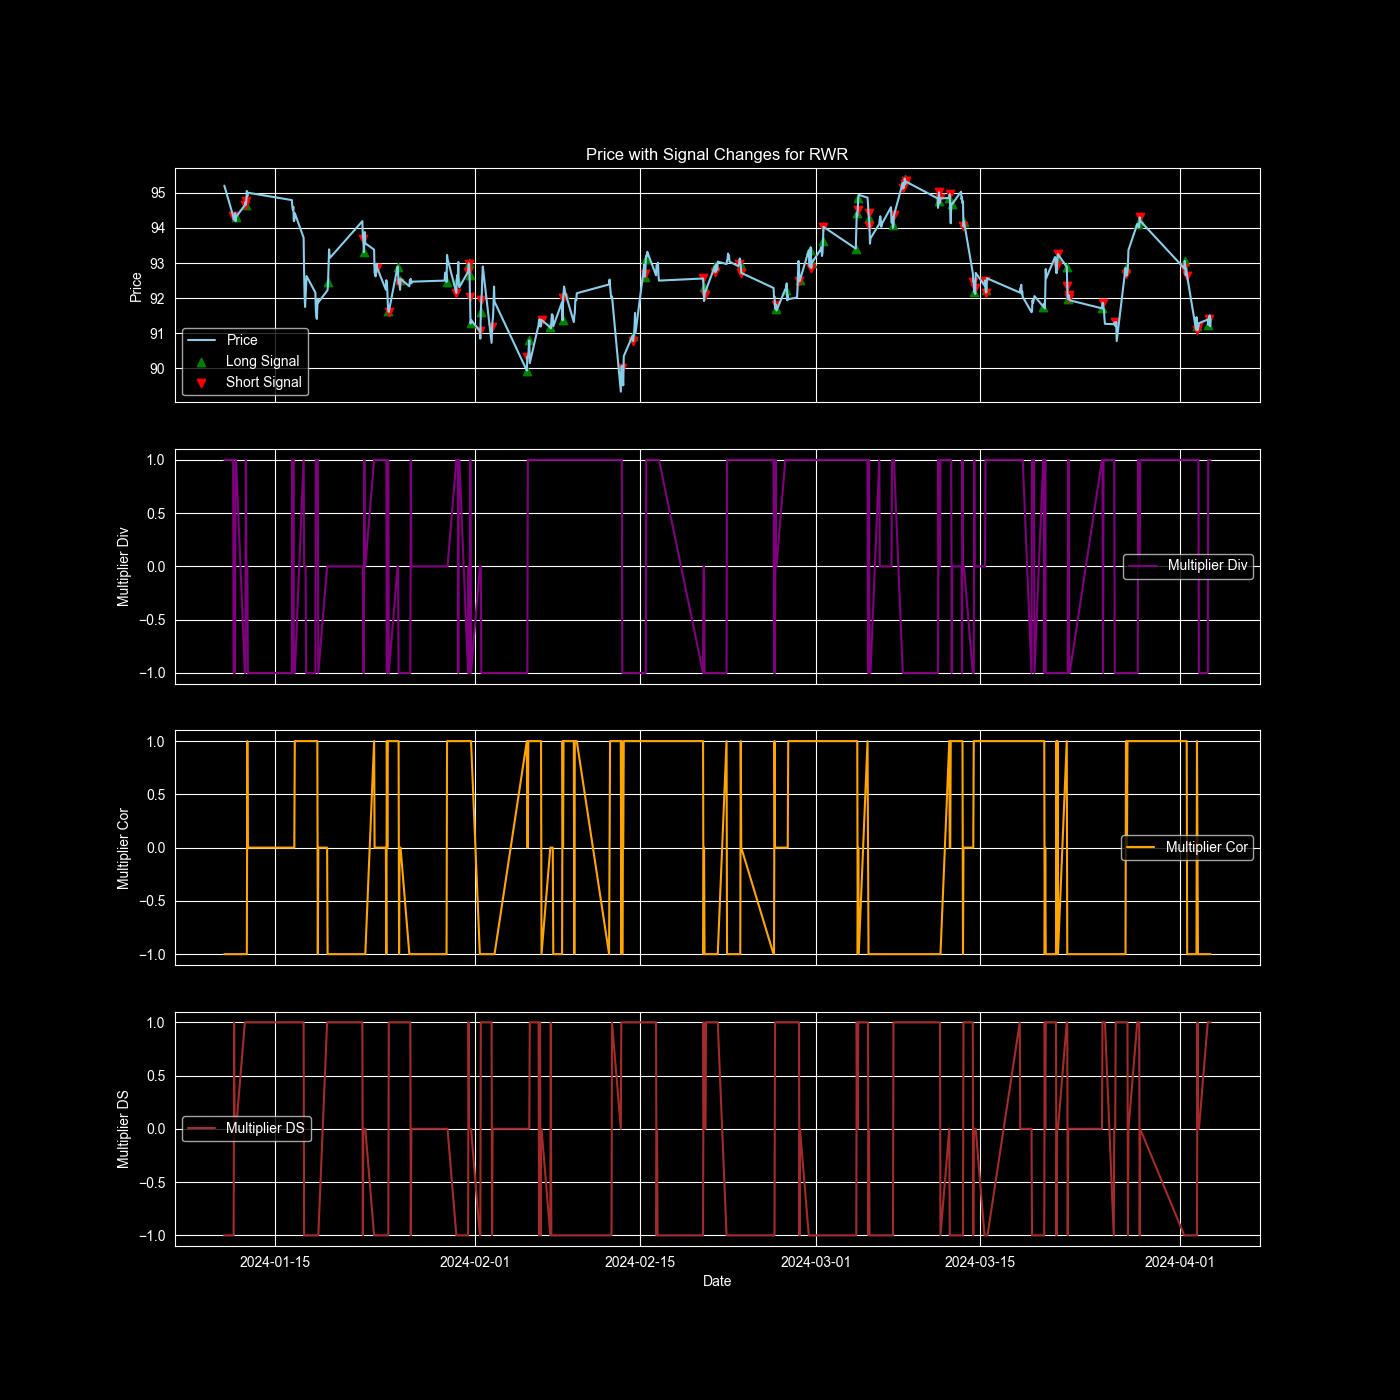 Price with Signal Changes for RWR
95
94
93
92
91
90
Price
Price
Long Signal
Short Signal
1.0
0.5
0.0
−0.5
−1.0
Multiplier Div
Multiplier Div
1.0
0.5
0.0
−0.5
−1.0
Multiplier Cor
Multiplier Cor
1.0
0.5
0.0
−0.5
−1.0
Multiplier DS
Multiplier DS
2024-01-15 2024-02-01 2024-02-15 2024-03-01 2024-03-15 2024-04-01
Date